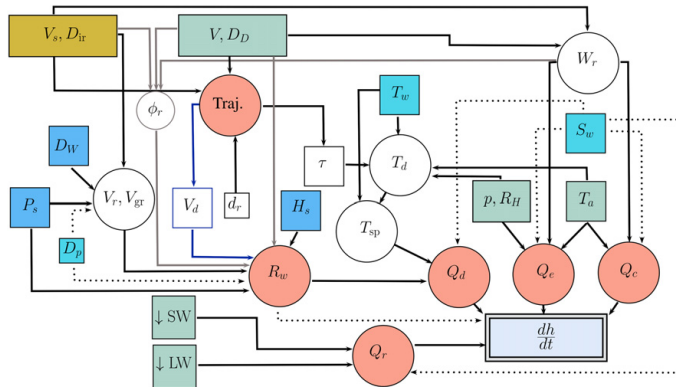 V_s, D_ir
V, D_D
W_r
ϕ_r
Traj.
T_w
S_w
D_W
τ
T_d
V_r, V_gr
P_s
V_d
d_r
H_s
p, R_H
T_a
T_sp
D_p
R_w
Q_d
Q_e
Q_c
↓ SW
dh
dt
Q_r
↓ LW